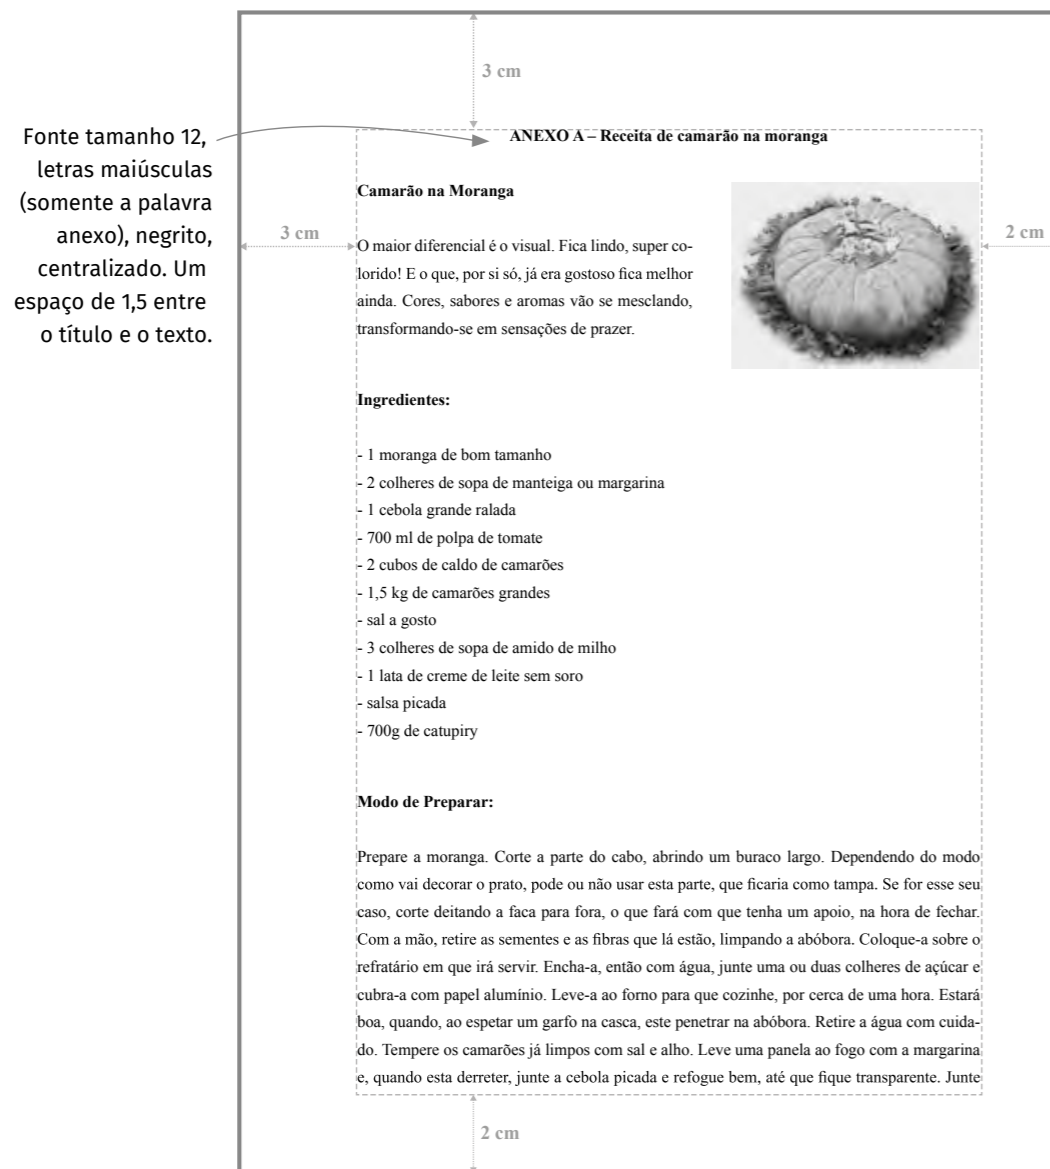 3 cm
Fonte tamanho 12,
letras maiúsculas
(somente a palavra
anexo), negrito,
centralizado. Um
espaço de 1,5 entre
o título e o texto.
ANEXO A – Receita de camarão na moranga
3 cm
2 cm
Camarão na Moranga
O maior diferencial é o visual. Fica lindo, super co-
lorido! E o que, por si só, já era gostoso fica melhor
ainda. Cores, sabores e aromas vão se mesclando,
transformando-se em sensações de prazer.
Ingredientes:
- 1 moranga de bom tamanho
- 2 colheres de sopa de manteiga ou margarina
- 1 cebola grande ralada
- 700 ml de polpa de tomate
- 2 cubos de caldo de camarões
- 1,5 kg de camarões grandes
- sal a gosto
- 3 colheres de sopa de amido de milho
- 1 lata de creme de leite sem soro
- salsa picada
- 700g de catupiry
Modo de Preparar:
Prepare a moranga. Corte a parte do cabo, abrindo um buraco largo. Dependendo do modo
como vai decorar o prato, pode ou não usar esta parte, que ficaria como tampa. Se for esse seu
caso, corte deitando a faca para fora, o que fará com que tenha um apoio, na hora de fechar.
Com a mão, retire as sementes e as fibras que lá estão, limpando a abóbora. Coloque-a sobre o
refratário em que irá servir. Encha-a, então com água, junte uma ou duas colheres de açúcar e
cubra-a com papel alumínio. Leve-a ao forno para que cozinhe, por cerca de uma hora. Estará
boa, quando, ao espetar um garfo na casca, este penetrar na abóbora. Retire a água com cuida-
do. Tempere os camarões já limpos com sal e alho. Leve uma panela ao fogo com a margarina
e, quando esta derreter, junte a cebola picada e refogue bem, até que fique transparente. Junte
2 cm